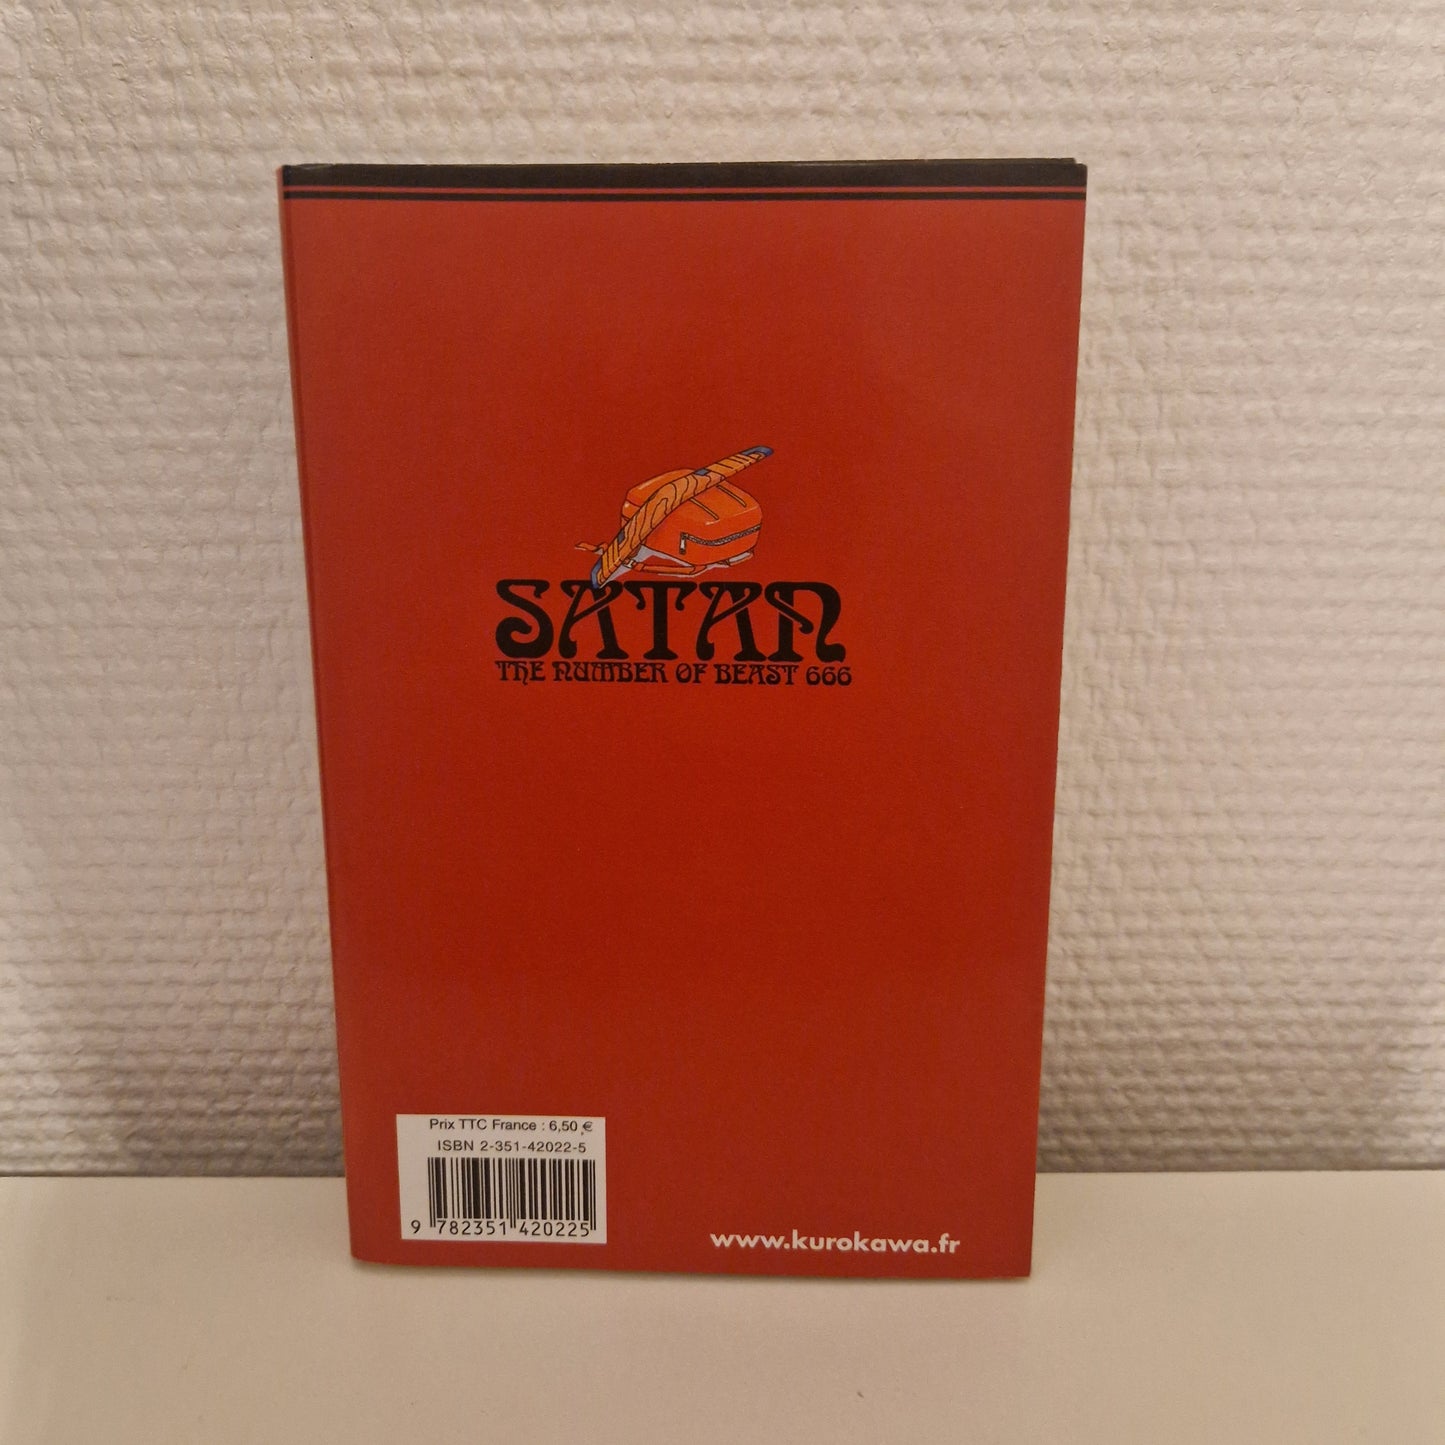 SATAN
THE NUMBER OF BEAST 666
Prix TTC France : 6,50 €
ISBN 2-351-42022-5
9 782351 420225
www.kurokawa.fr